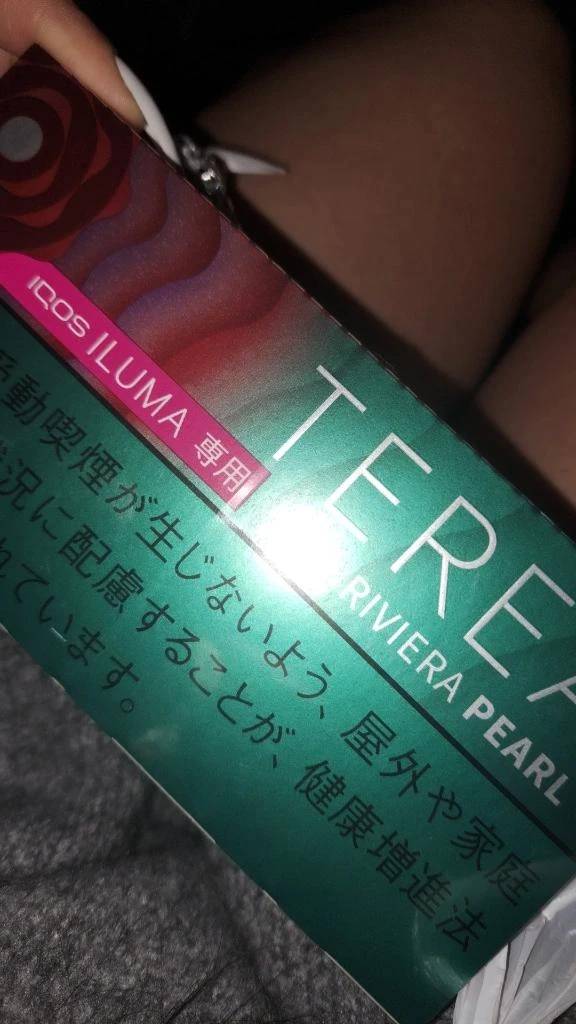 IQOS ILUMA 専用
TEREA
RIVIERA PEARL
動喫煙が生じないよう、屋外や家庭
況に配慮することが、健康増進法
れています。